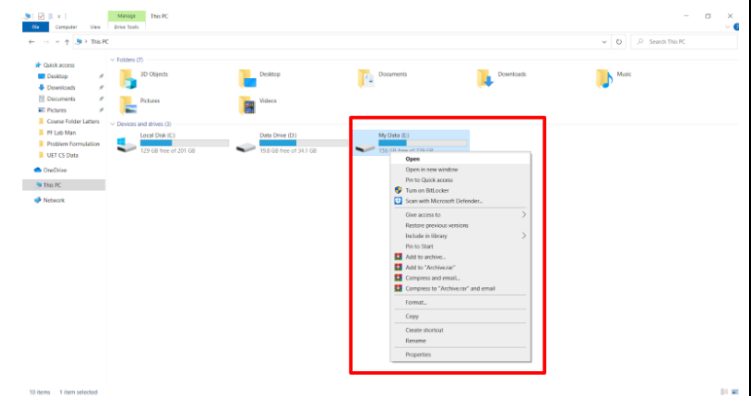 Manage This PC
File Computer View Drive Tools
This PC
Search This PC
Quick access
Desktop
Downloads
Documents
Pictures
Course Folder Latters
PF Lab Man
Problem Formulation
UET CS Data
OneDrive
This PC
Network
Folders (7)
3D Objects
Desktop
Documents
Downloads
Music
Pictures
Videos
Devices and drives (3)
Local Disk (C:)
129 GB free of 201 GB
Data Drive (D:)
GB free of 341 GB
My Data (E:)
Open
Open in new window
Pin to Quick access
Turn on BitLocker
Scan with Microsoft Defender...
Give access to
Restore previous versions
Include in library
Pin to Start
Add to archive...
Add to "Archive.rar"
Compress and email...
Compress to "Archive.rar" and email
Format...
Copy
Create shortcut
Rename
Properties
10 items 1 item selected